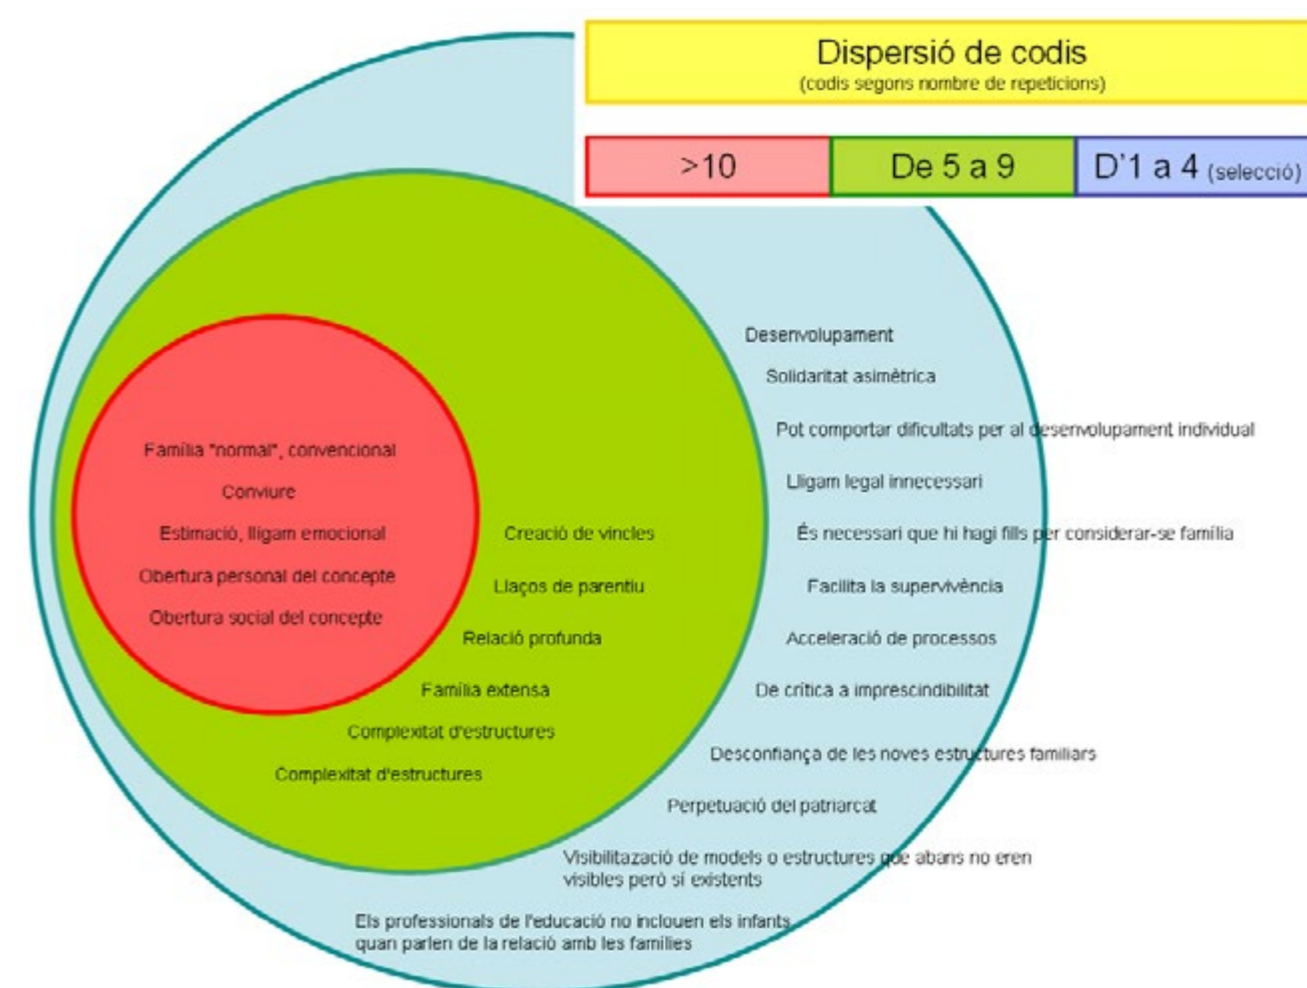 Dispersió de codis
(codis segons nombre de repeticions)
>10
De 5 a 9
D'1 a 4 (selecció)
Família "normal", convencional
Conviure
Estimació, lligam emocional
Obertura personal del concepte
Obertura social del concepte
Creació de vincles
Llaços de parentiu
Relació profunda
Família extensa
Complexitat d'estructures
Complexitat d'estructures
Desenvolupament
Solidaritat asimètrica
Pot comportar dificultats per al desenvolupament individual
Lligam legal innecessari
És necessari que hi hagi fills per considerar-se família
Facilita la supervivència
Acceleració de processos
De crítica a imprescindibilitat
Desconfiança de les noves estructures familiars
Perpetuació del patriarcat
Visibilització de models o estructures que abans no eren
visibles però sí existents
Els professionals de l'educació no inclouen els infants
quan parlen de la relació amb les famílies